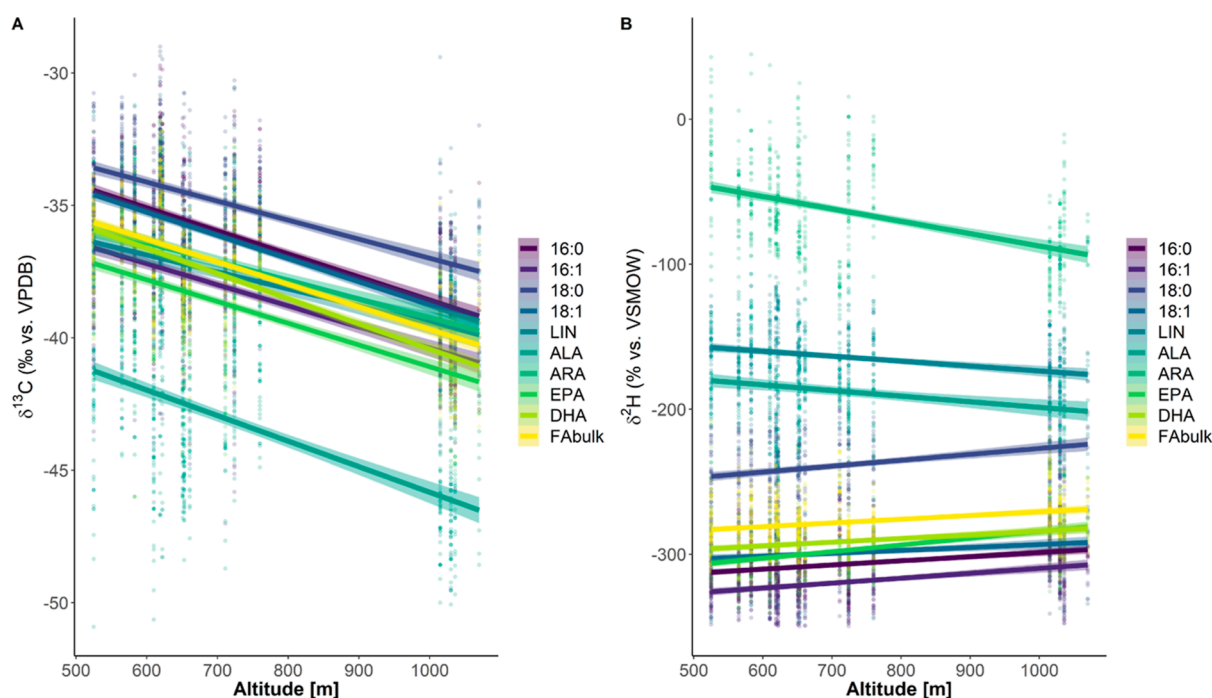 A
δ13C (‰ vs. VPDB)
-30
-35
-40
-45
-50
500 600 700 800 900 1000
Altitude [m]
16:0
16:1
18:0
18:1
LIN
ALA
ARA
EPA
DHA
FAbulk
B
δ2H (% vs. VSMOW)
0
-100
-200
-300
500 600 700 800 900 1000
Altitude [m]
16:0
16:1
18:0
18:1
LIN
ALA
ARA
EPA
DHA
FAbulk